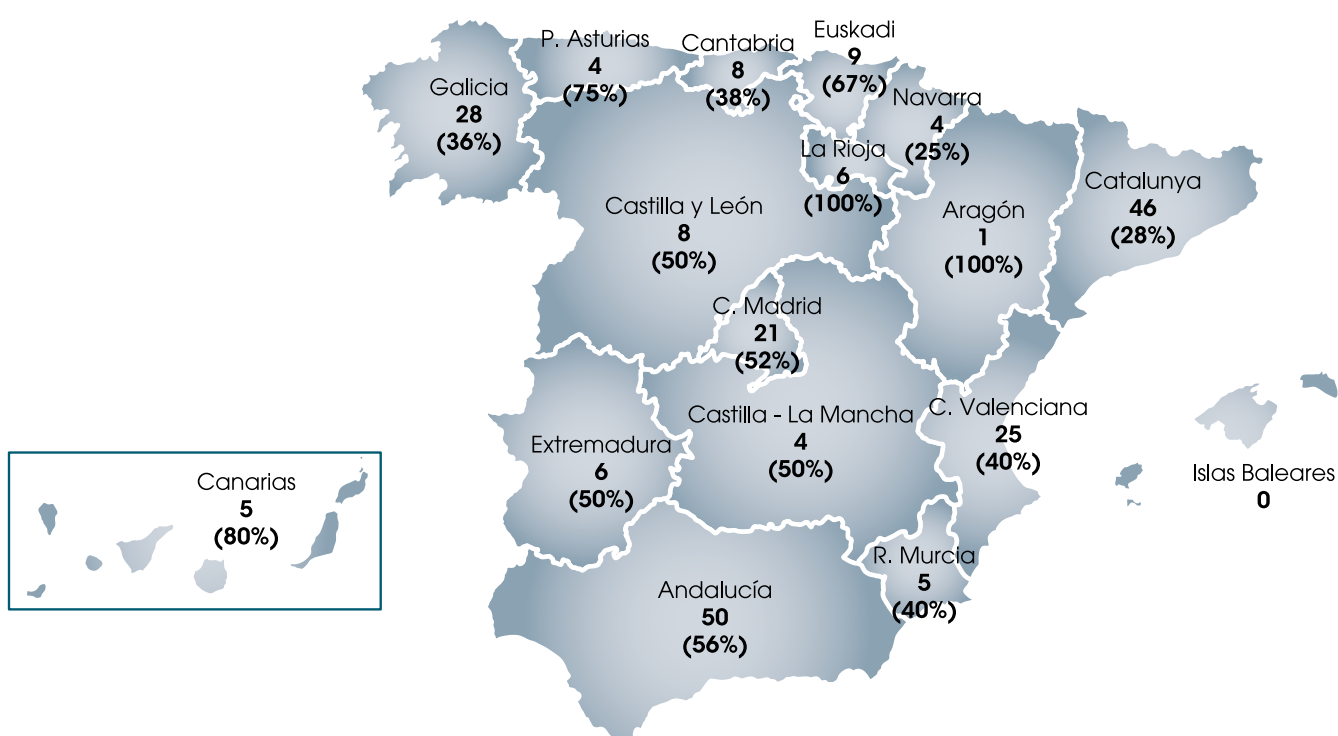 Euskadi
9
(67%)
P. Asturias
4
(75%)
Cantabria
8
(38%)
Galicia
28
(36%)
Navarra
4
(25%)
La Rioja
6
(100%)
Catalunya
46
(28%)
Castilla y León
8
(50%)
Aragón
1
(100%)
C. Madrid
21
(52%)
Castilla - La Mancha
4
(50%)
C. Valenciana
25
(40%)
Extremadura
6
(50%)
Islas Baleares
0
Canarias
5
(80%)
R. Murcia
5
(40%)
Andalucía
50
(56%)